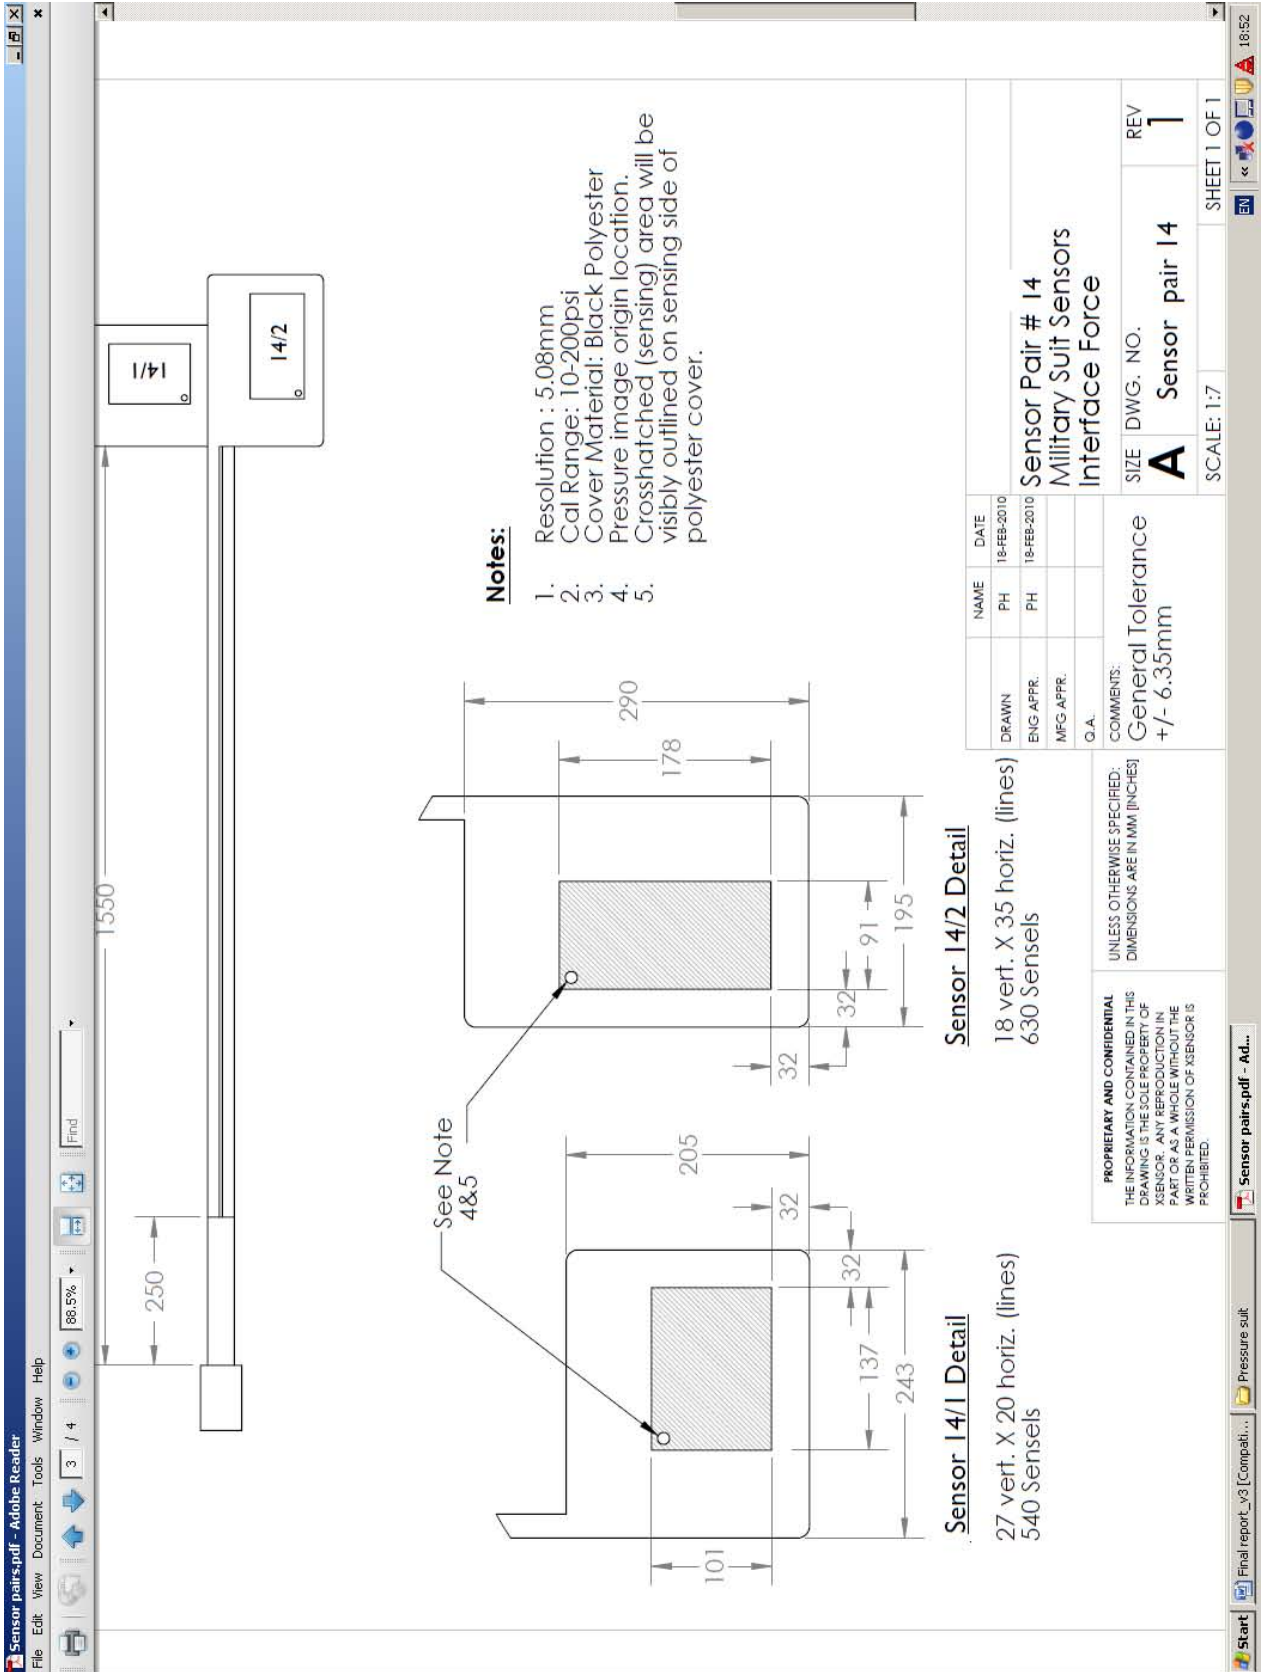 Sensor pairs.pdf - Adobe Reader
File Edit View Document Tools Window Help
3 / 4 88.5% Find
1550
250
14/1
14/2
See Note
4&5
101
137
243
32
32
205
32
32
91
195
178
290
Sensor 14/1 Detail
27 vert. X 20 horiz. (lines)
540 Sensels
Sensor 14/2 Detail
18 vert. X 35 horiz. (lines)
630 Sensels
Notes:
1. Resolution : 5.08mm
2. Cal Range: 10-200psi
3. Cover Material: Black Polyester
4. Pressure image origin location.
5. Crosshatched (sensing) area will be
visibly outlined on sensing side of
polyester cover.
PROPRIETARY AND CONFIDENTIAL
THE INFORMATION CONTAINED IN THIS
DRAWING IS THE SOLE PROPERTY OF
XSENSOR. ANY REPRODUCTION IN
PART OR AS A WHOLE WITHOUT THE
WRITTEN PERMISSION OF XSENSOR IS
PROHIBITED.
UNLESS OTHERWISE SPECIFIED:
DIMENSIONS ARE IN MM [INCHES]
NAME DATE
DRAWN PH 18-FEB-2010
ENG APPR. PH 18-FEB-2010
MFG APPR.
Q.A.
COMMENTS:
General Tolerance
+/- 6.35mm
Sensor Pair # 14
Military Suit Sensors
Interface Force
SIZE DWG. NO. REV
A Sensor pair 14 1
SCALE: 1:7 SHEET 1 OF 1
Start Final report_v3 [Compati... Pressure suit Sensor pairs.pdf - Ad... EN « 18:52